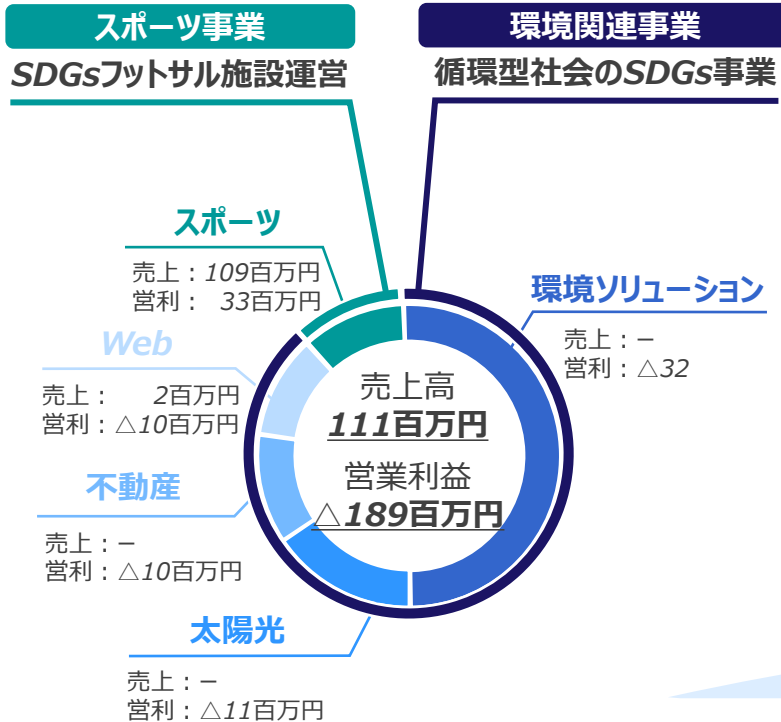 スポーツ事業
SDGsフットサル施設運営
環境関連事業
循環型社会のSDGs事業
スポーツ
売上：109百万円
営利： 33百万円
Web
売上： 2百万円
営利：△10百万円
不動産
売上：−
営利：△10百万円
太陽光
売上：−
営利：△11百万円
環境ソリューション
売上：−
営利：△32
売上高
111百万円
営業利益
△189百万円